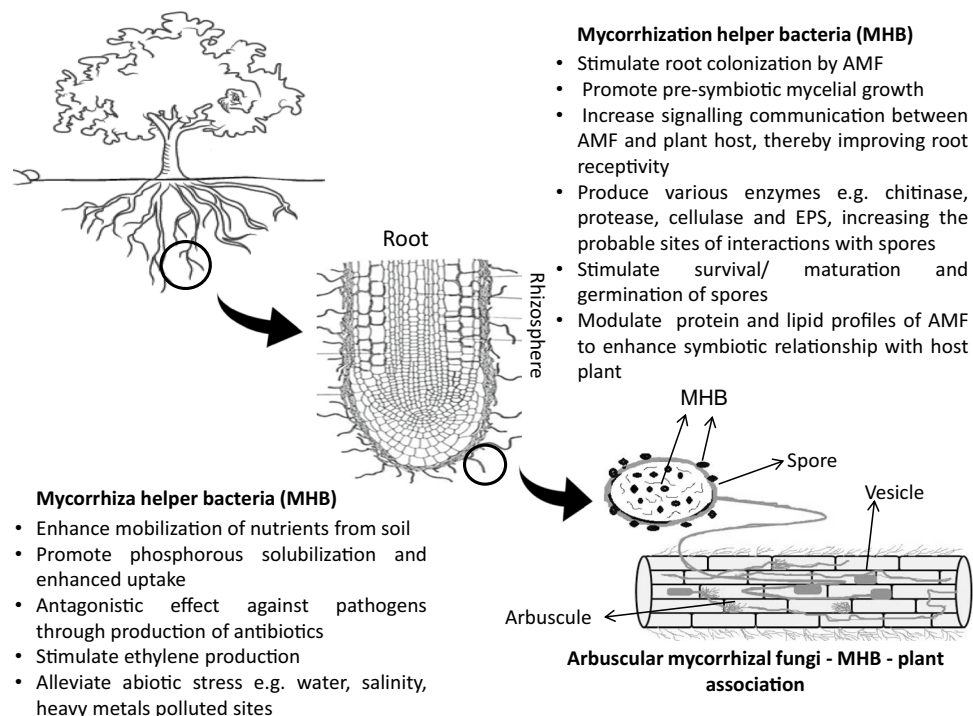 Mycorrhization helper bacteria (MHB)
• Stimulate root colonization by AMF
• Promote pre-symbiotic mycelial growth
• Increase signalling communication between
AMF and plant host, thereby improving root
receptivity
• Produce various enzymes e.g. chitinase,
protease, cellulase and EPS, increasing the
probable sites of interactions with spores
• Stimulate survival/ maturation and
germination of spores
• Modulate protein and lipid profiles of AMF
to enhance symbiotic relationship with host
plant
Root
Rhizosphere
MHB
Spore
Vesicle
Arbuscule
Arbuscular mycorrhizal fungi - MHB - plant
association
Mycorrhiza helper bacteria (MHB)
• Enhance mobilization of nutrients from soil
• Promote phosphorous solubilization and
enhanced uptake
• Antagonistic effect against pathogens
through production of antibiotics
• Stimulate ethylene production
• Alleviate abiotic stress e.g. water, salinity,
heavy metals polluted sites